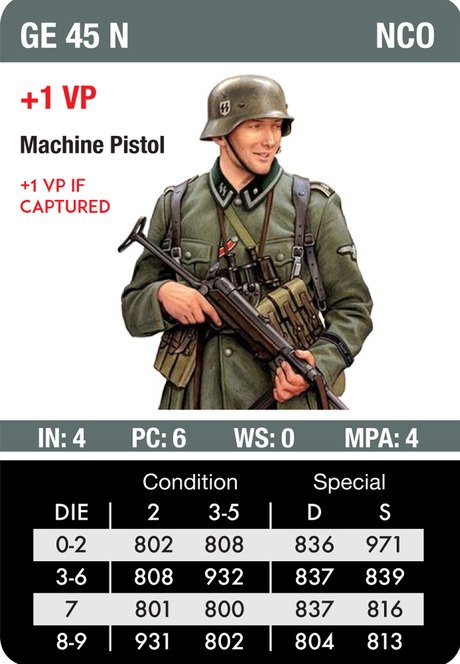 GE 45 N NCO
+1 VP
Machine Pistol
+1 VP IF
CAPTURED
IN: 4 PC: 6 WS: 0 MPA: 4
Condition Special
DIE 2 3-5 D S
0-2 802 808 836 971
3-6 808 932 837 839
7 801 800 837 816
8-9 931 802 804 813